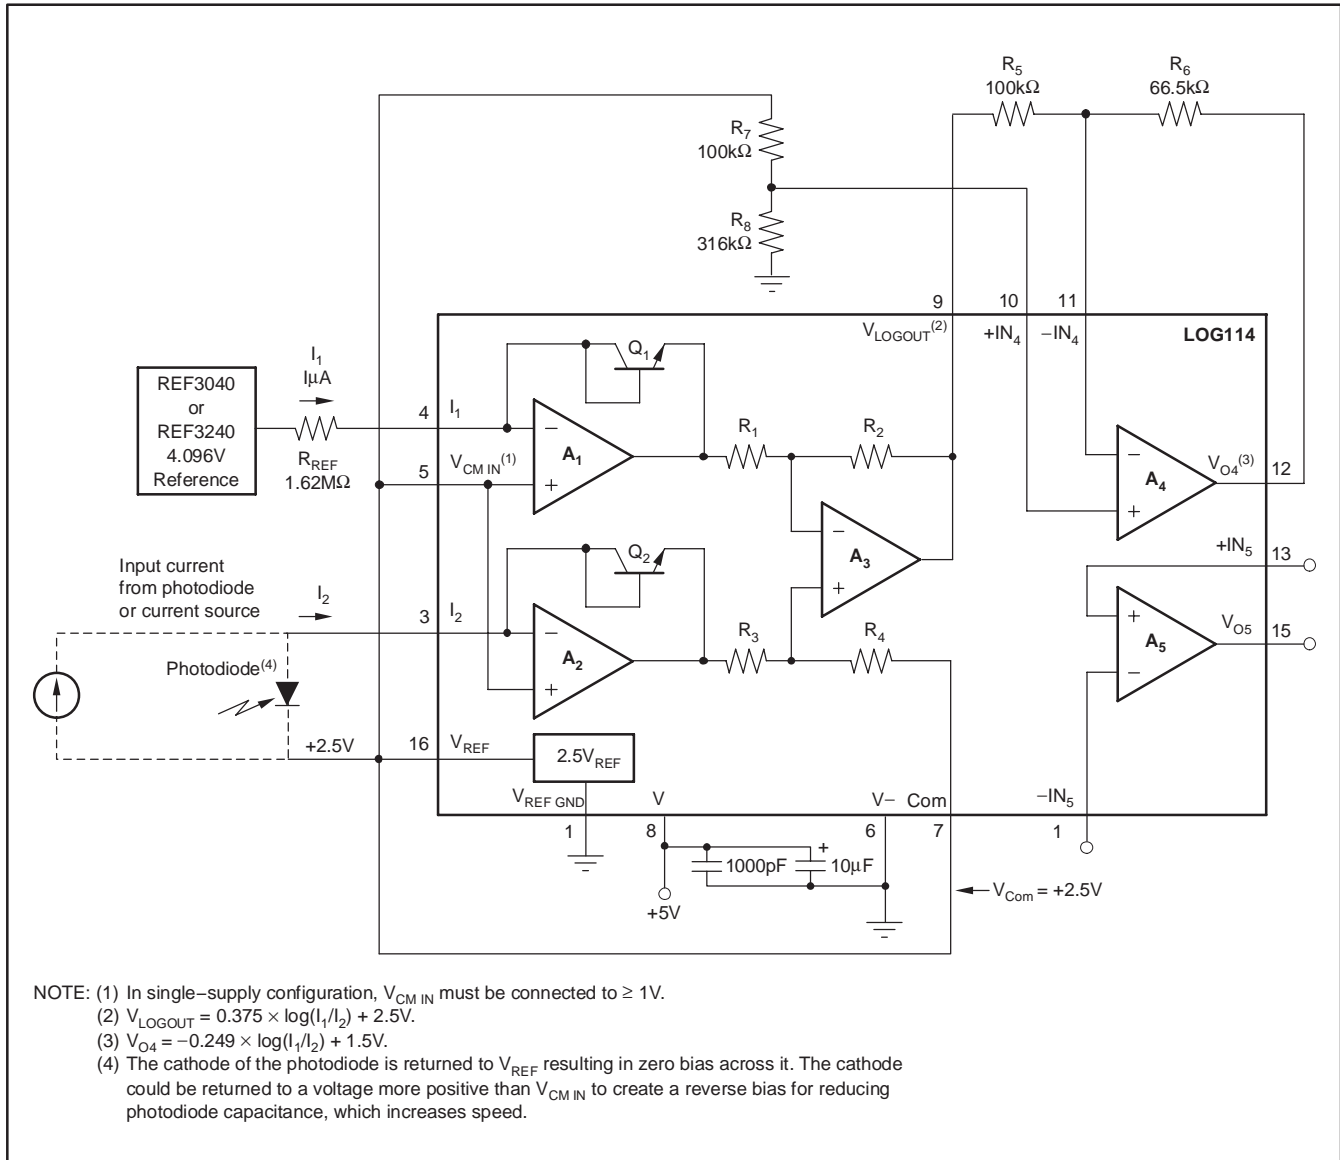 R5
100kΩ
R6
66.5kΩ
R7
100kΩ
R8
316kΩ
9
10
11
VLOGOUT(2)
+IN4
−IN4
LOG114
Q1
I1
IμA
REF3040
or
REF3240
4.096V
Reference
RREF
1.62MΩ
4
I1
5
VCM IN(1)
−
A1
+
R1
R2
−
A4
+
VO4(3)
12
−
A3
+
+IN5
13
Input current
from photodiode
or current source
I2
3
I2
Q2
−
A2
+
R3
R4
+
A5
−
VO5
15
Photodiode(4)
+2.5V
16
VREF
2.5VREF
VREF GND
1
V
8
V−
6
Com
7
−IN5
1
1000pF
+
10μF
+5V
VCom = +2.5V
NOTE: (1) In single−supply configuration, VCM IN must be connected to ≥ 1V.
(2) VLOGOUT = 0.375 × log(I1/I2) + 2.5V.
(3) VO4 = −0.249 × log(I1/I2) + 1.5V.
(4) The cathode of the photodiode is returned to VREF resulting in zero bias across it. The cathode
could be returned to a voltage more positive than VCM IN to create a reverse bias for reducing
photodiode capacitance, which increases speed.